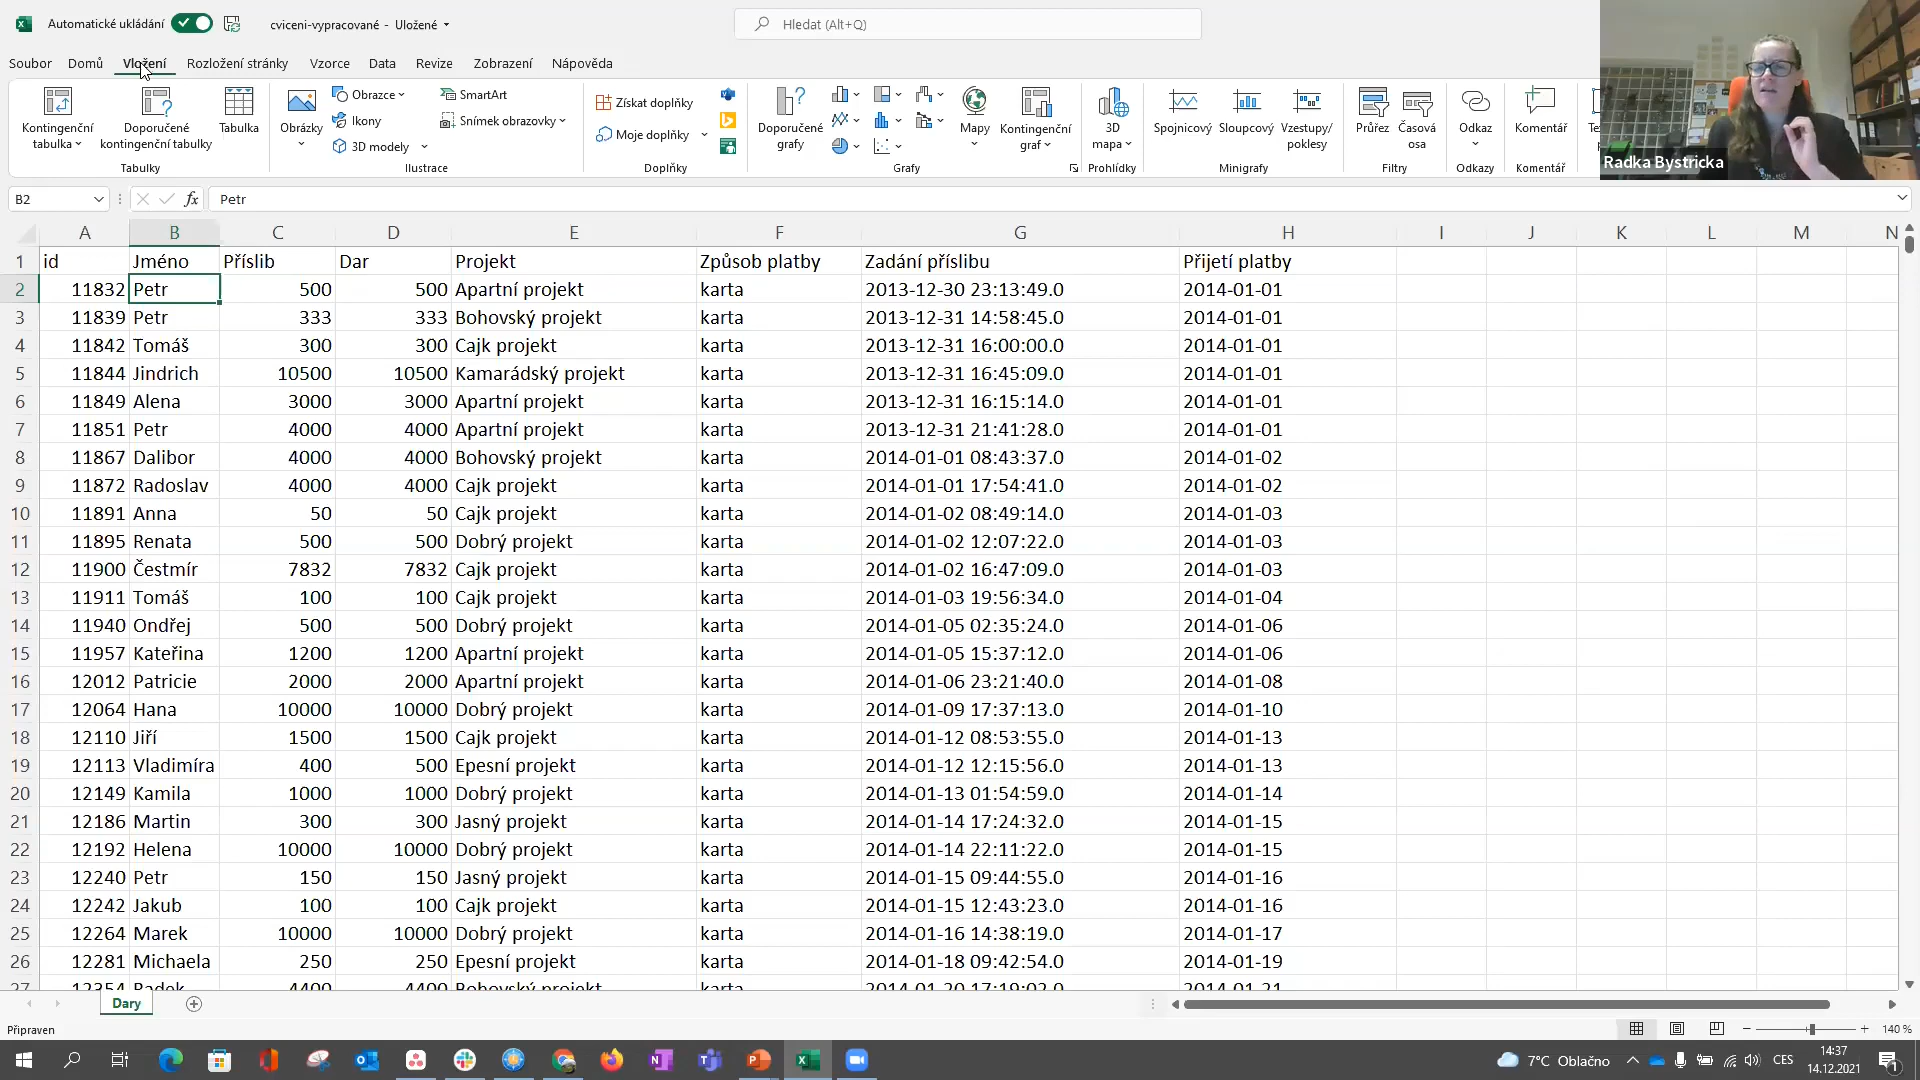 Automatické ukládání
cviceni-vypracované - Uložené
Hledat (Alt+Q)
Soubor Domů Vložení Rozložení stránky Vzorce Data Revize Zobrazení Nápověda
Kontingenční tabulka
Doporučené kontingenční tabulky
Tabulka
Tabulky
Obrázky
Obrazce
Ikony
3D modely
SmartArt
Snímek obrazovky
Ilustrace
Získat doplňky
Moje doplňky
Doplňky
Doporučené grafy
Mapy
Kontingenční graf
Grafy
3D mapa
Prohlídky
Spojnicový
Sloupcový
Vzestupy/poklesy
Minigrafy
Průřez
Časová osa
Filtry
Odkaz
Odkazy
Komentář
Komentář
Radka Bystricka
B2 fx Petr
A B C D E F G H I J K L M N
1 id Jméno Příslib Dar Projekt Způsob platby Zadání příslibu Přijetí platby
2 11832 Petr 500 500 Apartní projekt karta 2013-12-30 23:13:49.0 2014-01-01
3 11839 Petr 333 333 Bohovský projekt karta 2013-12-31 14:58:45.0 2014-01-01
4 11842 Tomáš 300 300 Cajk projekt karta 2013-12-31 16:00:00.0 2014-01-01
5 11844 Jindrich 10500 10500 Kamarádský projekt karta 2013-12-31 16:45:09.0 2014-01-01
6 11849 Alena 3000 3000 Apartní projekt karta 2013-12-31 16:15:14.0 2014-01-01
7 11851 Petr 4000 4000 Apartní projekt karta 2013-12-31 21:41:28.0 2014-01-01
8 11867 Dalibor 4000 4000 Bohovský projekt karta 2014-01-01 08:43:37.0 2014-01-02
9 11872 Radoslav 4000 4000 Cajk projekt karta 2014-01-01 17:54:41.0 2014-01-02
10 11891 Anna 50 50 Cajk projekt karta 2014-01-02 08:49:14.0 2014-01-03
11 11895 Renata 500 500 Dobrý projekt karta 2014-01-02 12:07:22.0 2014-01-03
12 11900 Čestmír 7832 7832 Cajk projekt karta 2014-01-02 16:47:09.0 2014-01-03
13 11911 Tomáš 100 100 Cajk projekt karta 2014-01-03 19:56:34.0 2014-01-04
14 11940 Ondřej 500 500 Dobrý projekt karta 2014-01-05 02:35:24.0 2014-01-06
15 11957 Kateřina 1200 1200 Apartní projekt karta 2014-01-05 15:37:12.0 2014-01-06
16 12012 Patricie 2000 2000 Apartní projekt karta 2014-01-06 23:21:40.0 2014-01-08
17 12064 Hana 10000 10000 Dobrý projekt karta 2014-01-09 17:37:13.0 2014-01-10
18 12110 Jiří 1500 1500 Cajk projekt karta 2014-01-12 08:53:55.0 2014-01-13
19 12113 Vladimíra 400 500 Epesní projekt karta 2014-01-12 12:15:56.0 2014-01-13
20 12149 Kamila 1000 1000 Dobrý projekt karta 2014-01-13 01:54:59.0 2014-01-14
21 12186 Martin 300 300 Jasný projekt karta 2014-01-14 17:24:32.0 2014-01-15
22 12192 Helena 10000 10000 Dobrý projekt karta 2014-01-14 22:11:22.0 2014-01-15
23 12240 Petr 150 150 Jasný projekt karta 2014-01-15 09:44:55.0 2014-01-16
24 12242 Jakub 100 100 Cajk projekt karta 2014-01-15 12:43:23.0 2014-01-16
25 12264 Marek 10000 10000 Dobrý projekt karta 2014-01-16 14:38:19.0 2014-01-17
26 12281 Michaela 250 250 Epesní projekt karta 2014-01-18 09:42:54.0 2014-01-19
27 12354 Radek 4400 4400 Bohovský projekt karta 2014-01-20 17:19:02.0 2014-01-21
Dary
Připraven
140 %
7°C Oblačno CES 14:37
14.12.2021